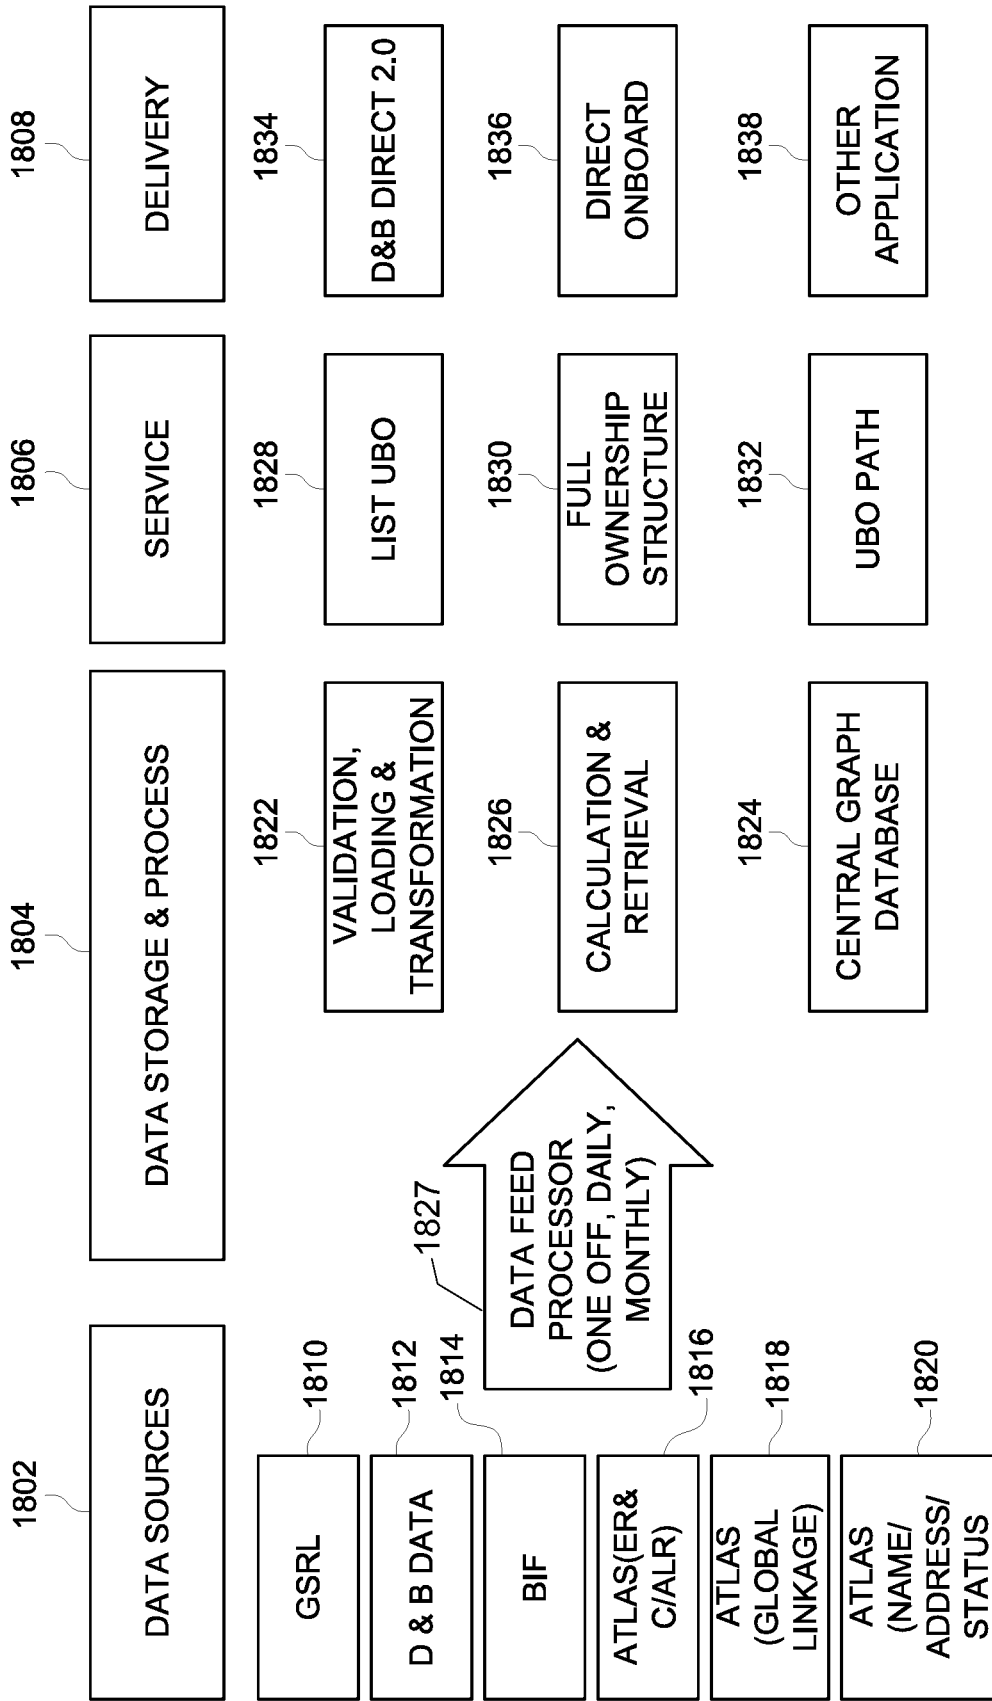 1802
DATA SOURCES
1804
DATA STORAGE & PROCESS
1806
SERVICE
1808
DELIVERY
GSRL
1810
D & B DATA
1812
BIF
1814
ATLAS(ER&
C/ALR)
1816
ATLAS
(GLOBAL
LINKAGE)
1818
ATLAS
(NAME/
ADDRESS/
STATUS
1820
1827
DATA FEED
PROCESSOR
(ONE OFF, DAILY,
MONTHLY)
1822
VALIDATION,
LOADING &
TRANSFORMATION
1826
CALCULATION &
RETRIEVAL
1824
CENTRAL GRAPH
DATABASE
1828
LIST UBO
1830
FULL
OWNERSHIP
STRUCTURE
1832
UBO PATH
1834
D&B DIRECT 2.0
1836
DIRECT
ONBOARD
1838
OTHER
APPLICATION